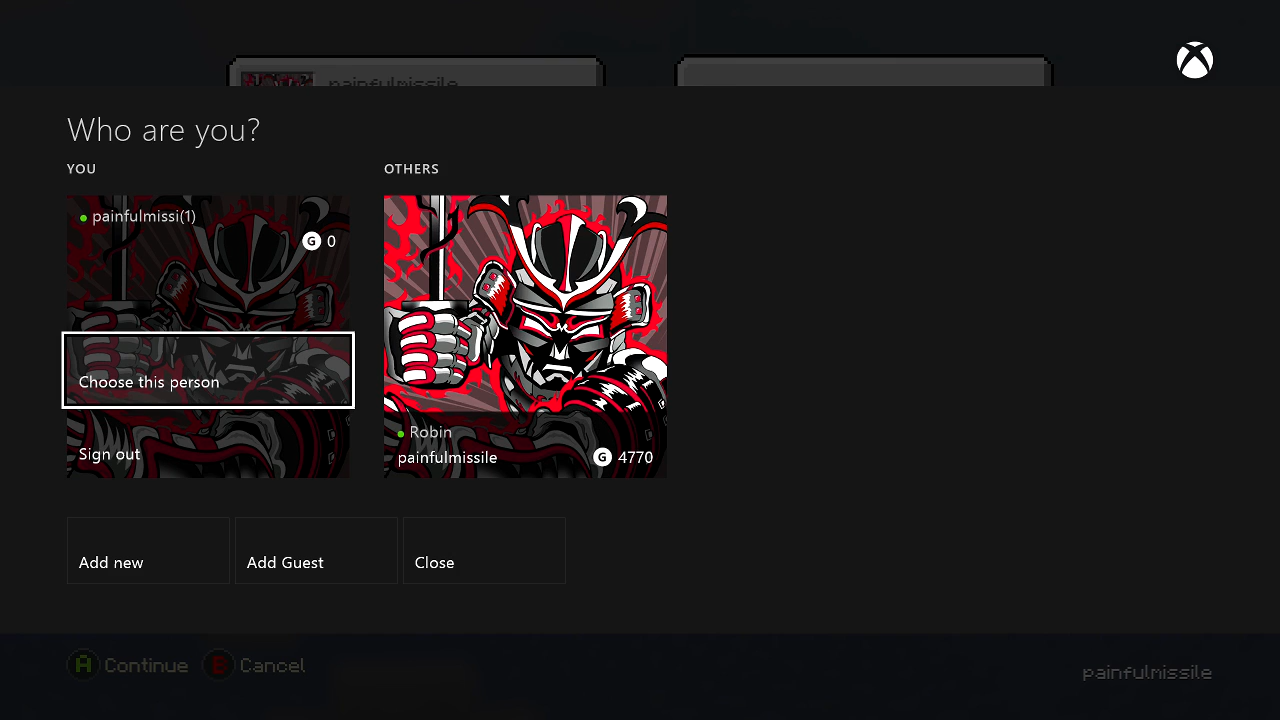 painfulmissile
Who are you?
YOU
OTHERS
painfulmissi(1)
G 0
Choose this person
Sign out
Robin
painfulmissile
G 4770
Add new
Add Guest
Close
A Continue
B Cancel
painfulmissile